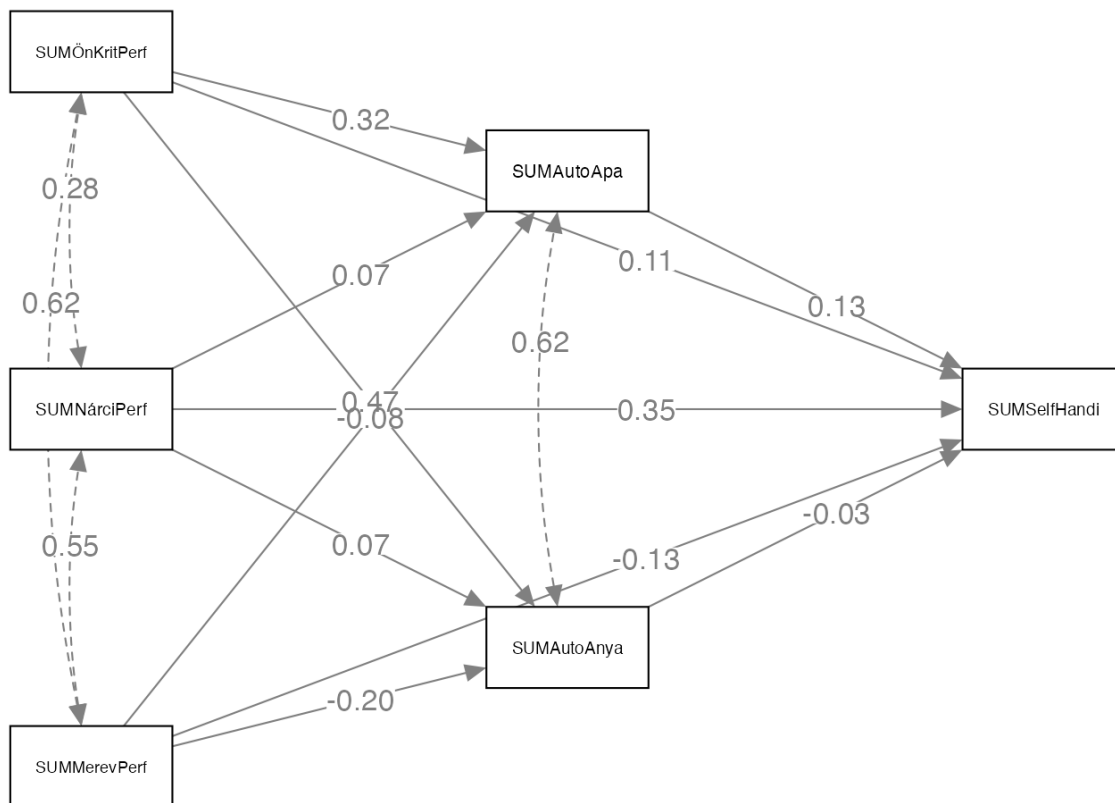 SUMÖnKritPerf
0.32
SUMAutoApa
0.28
0.11
0.07
0.62
0.13
0.62
SUMNárciPerf
0.47
-0.08
0.35
SUMSelfHandi
0.55
0.07
-0.13
-0.03
SUMAutoAnya
-0.20
SUMMerevPerf